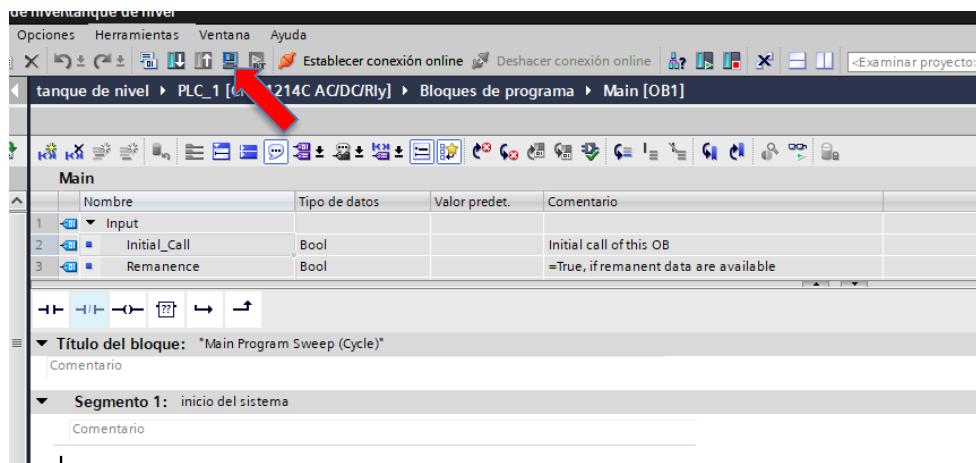 de niventanque de nivel
Opciones Herramientas Ventana Ayuda
Establecer conexión online Deshacer conexión online <Examinar proyecto:
tanque de nivel PLC_1 1214C AC/DC/Rly] Bloques de programa Main [OB1]
Main
Nombre Tipo de datos Valor predet. Comentario
1 Input
2 Initial_Call Bool Initial call of this OB
3 Remanence Bool =True, if remanent data are available
??
Título del bloque: "Main Program Sweep (Cycle)"
Comentario
Segmento 1: inicio del sistema
Comentario